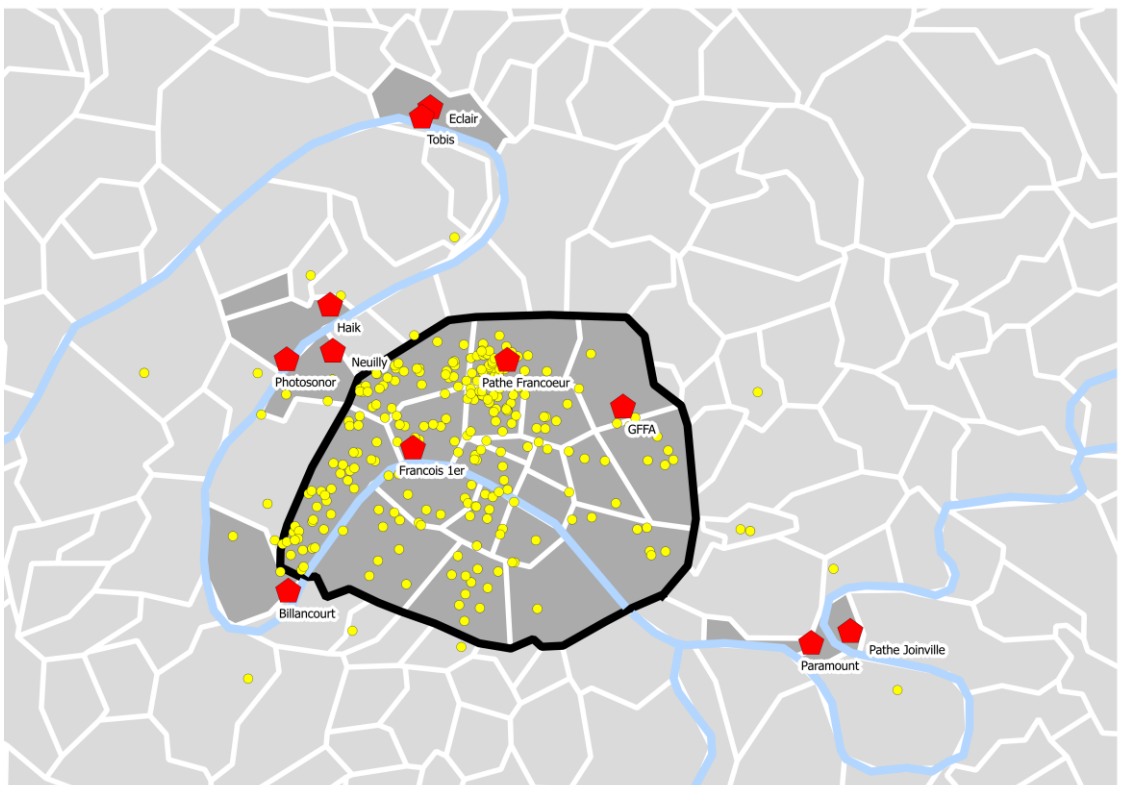 Eclair
Tobis
Haik
Neuilly
Photosonor
Pathe Francoeur
GFFA
Francois 1er
Billancourt
Pathe Joinville
Paramount